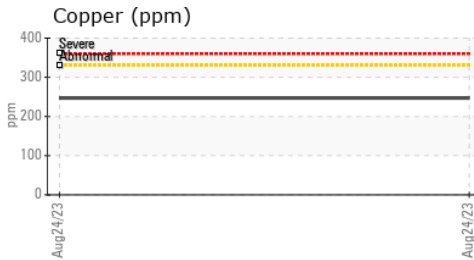 Copper (ppm)
400
Severe
Abnormal
300
ppm
200
100
0
Aug24/23
Aug24/23